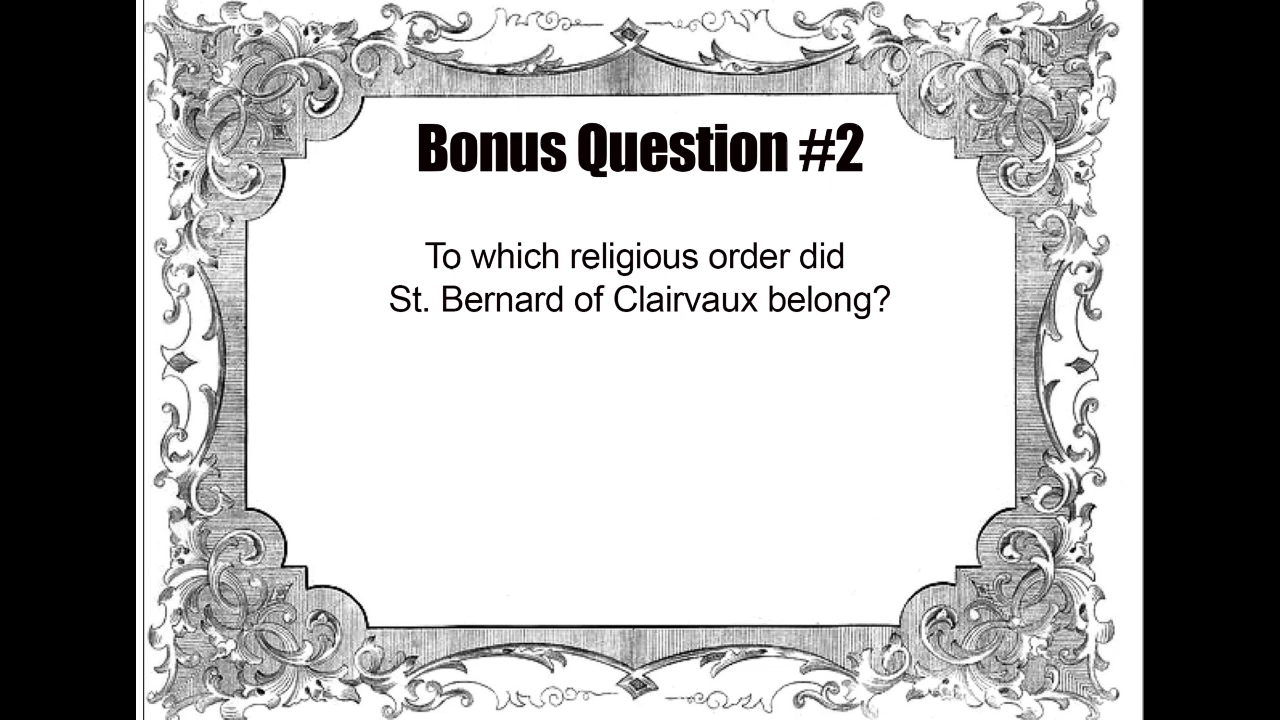 Bonus Question #2
To which religious order did
St. Bernard of Clairvaux belong?